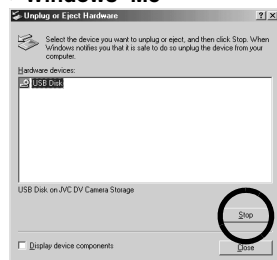 Unplug or Eject Hardware
Select the device you want to unplug or eject, and then click Stop. When
Windows notifies you that it is safe to do so unplug the device from your
computer.
Hardware devices:
USB Disk
USB Disk on JVC DV Camera Storage
Stop
Display device components
Close